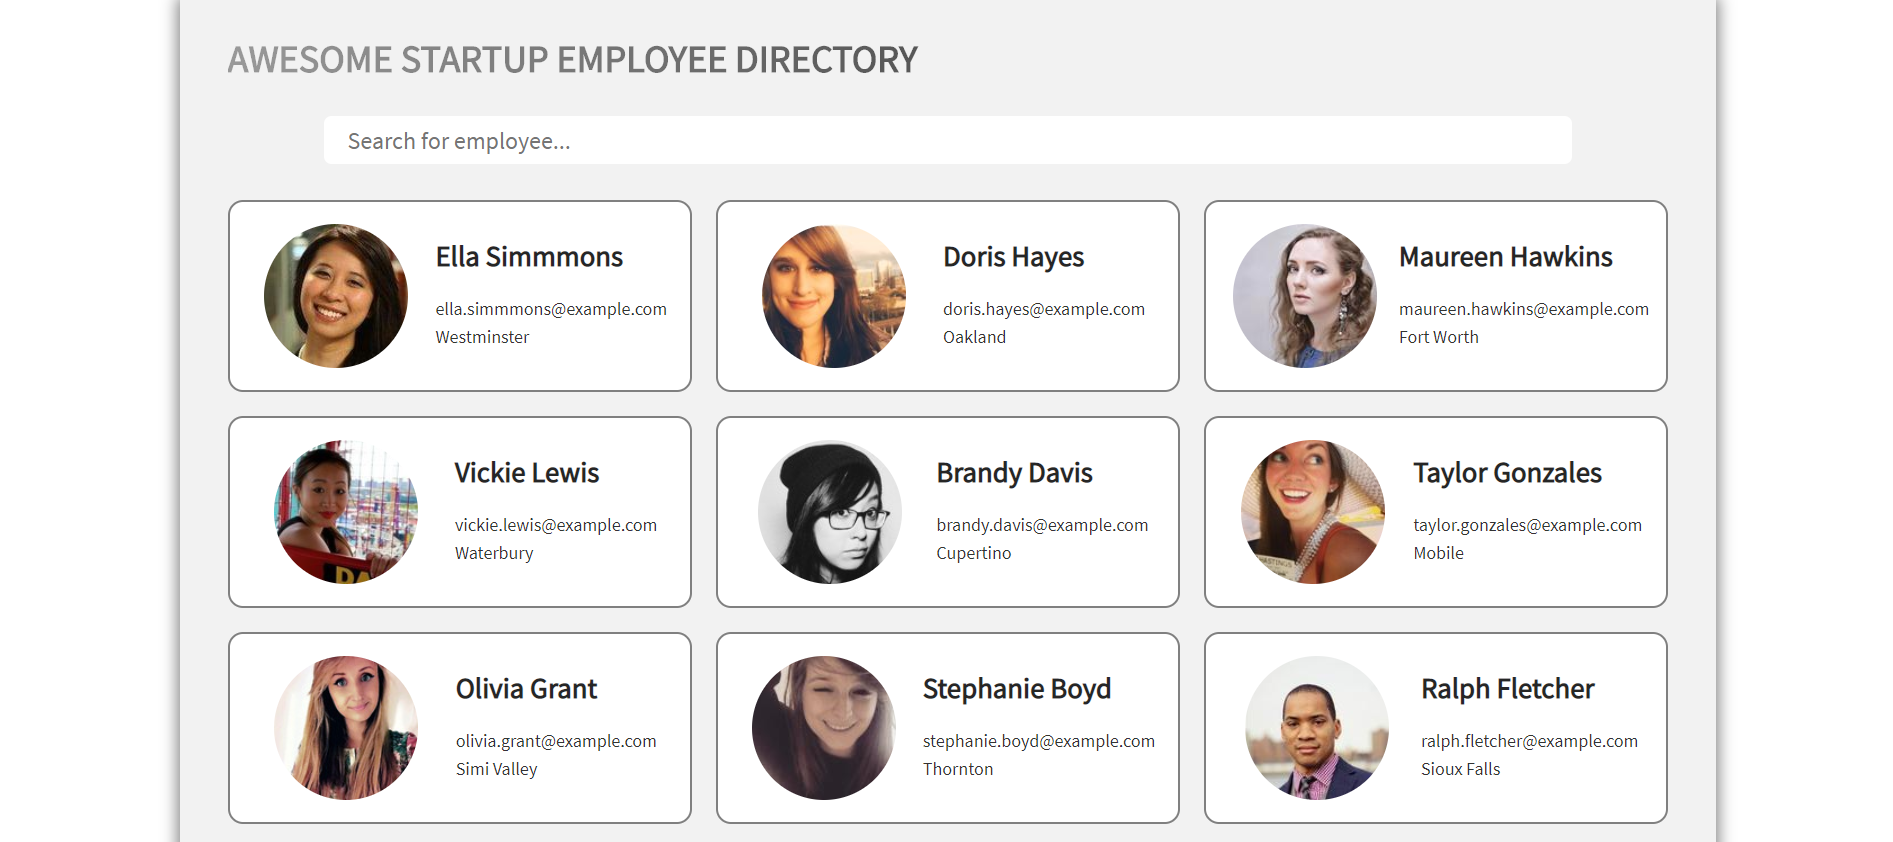 AWESOME STARTUP EMPLOYEE DIRECTORY
Search for employee...
Ella Simmmons
ella.simmmons@example.com
Westminster
Doris Hayes
doris.hayes@example.com
Oakland
Maureen Hawkins
maureen.hawkins@example.com
Fort Worth
Vickie Lewis
vickie.lewis@example.com
Waterbury
Brandy Davis
brandy.davis@example.com
Cupertino
Taylor Gonzales
taylor.gonzales@example.com
Mobile
Olivia Grant
olivia.grant@example.com
Simi Valley
Stephanie Boyd
stephanie.boyd@example.com
Thornton
Ralph Fletcher
ralph.fletcher@example.com
Sioux Falls